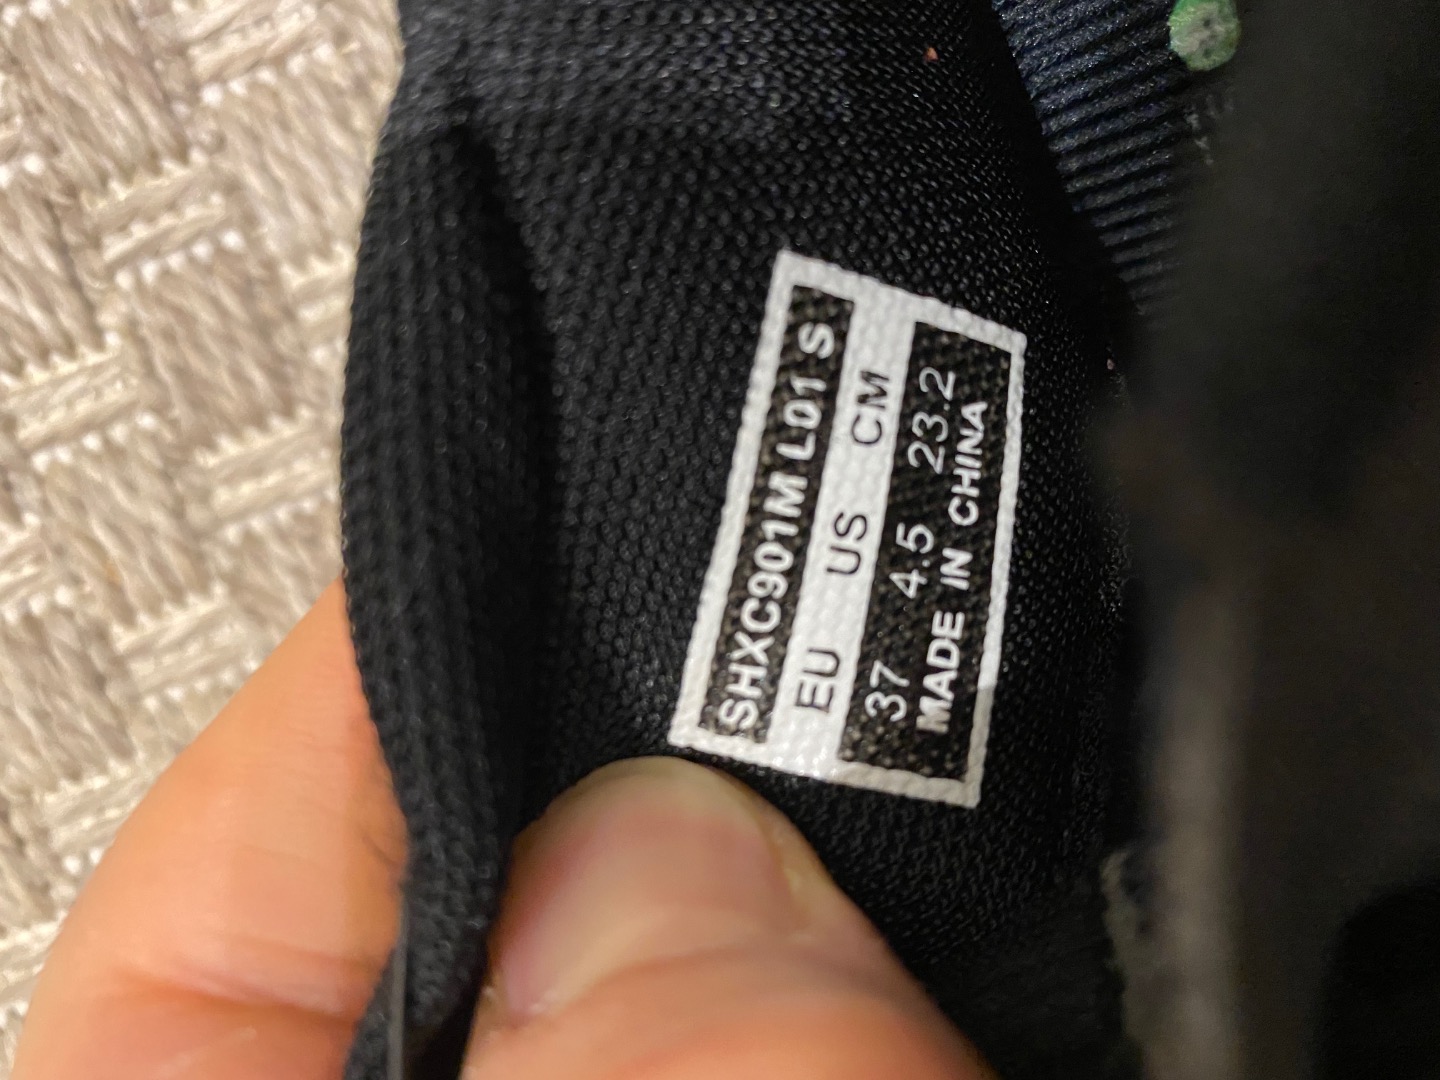 SHXC901M L01 S
EU US CM
37 4.5 23.2
MADE IN CHINA